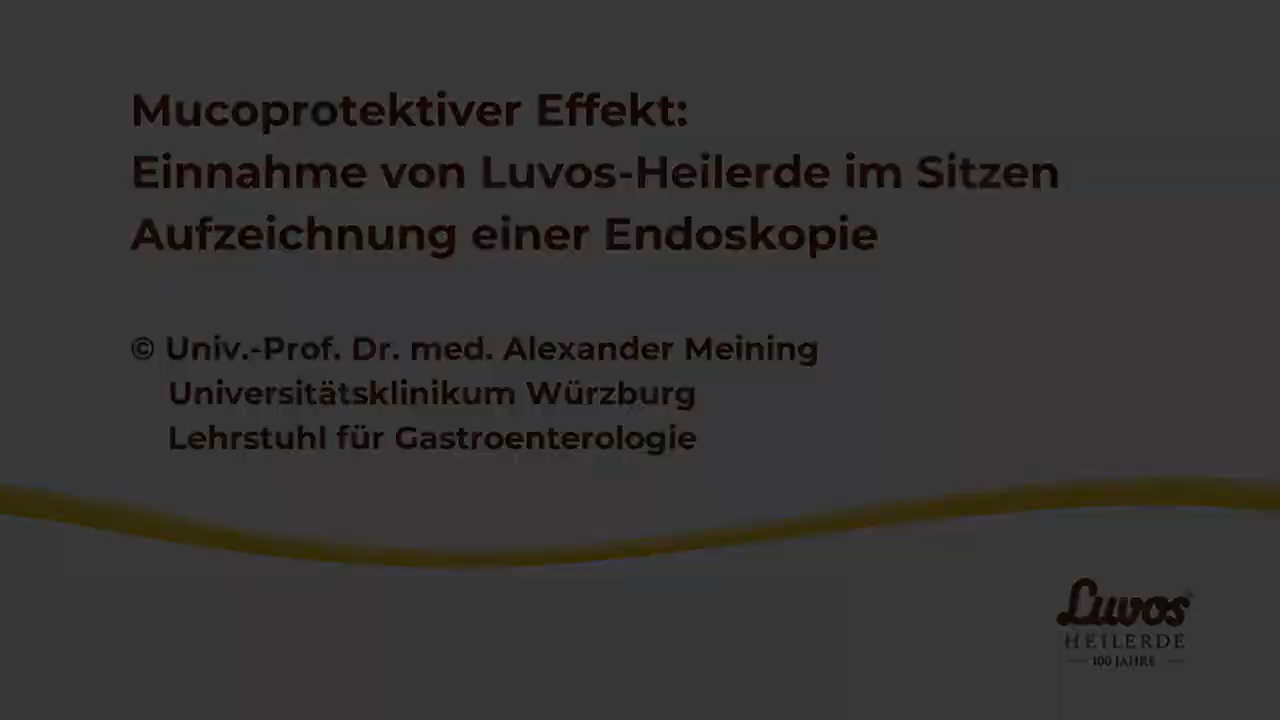 Mucoprotektiver Effekt:
Einnahme von Luvos-Heilerde im Sitzen
Aufzeichnung einer Endoskopie
© Univ.-Prof. Dr. med. Alexander Meining
Universitätsklinikum Würzburg
Lehrstuhl für Gastroenterologie
Luvos®
HEILERDE
100 JAHRE